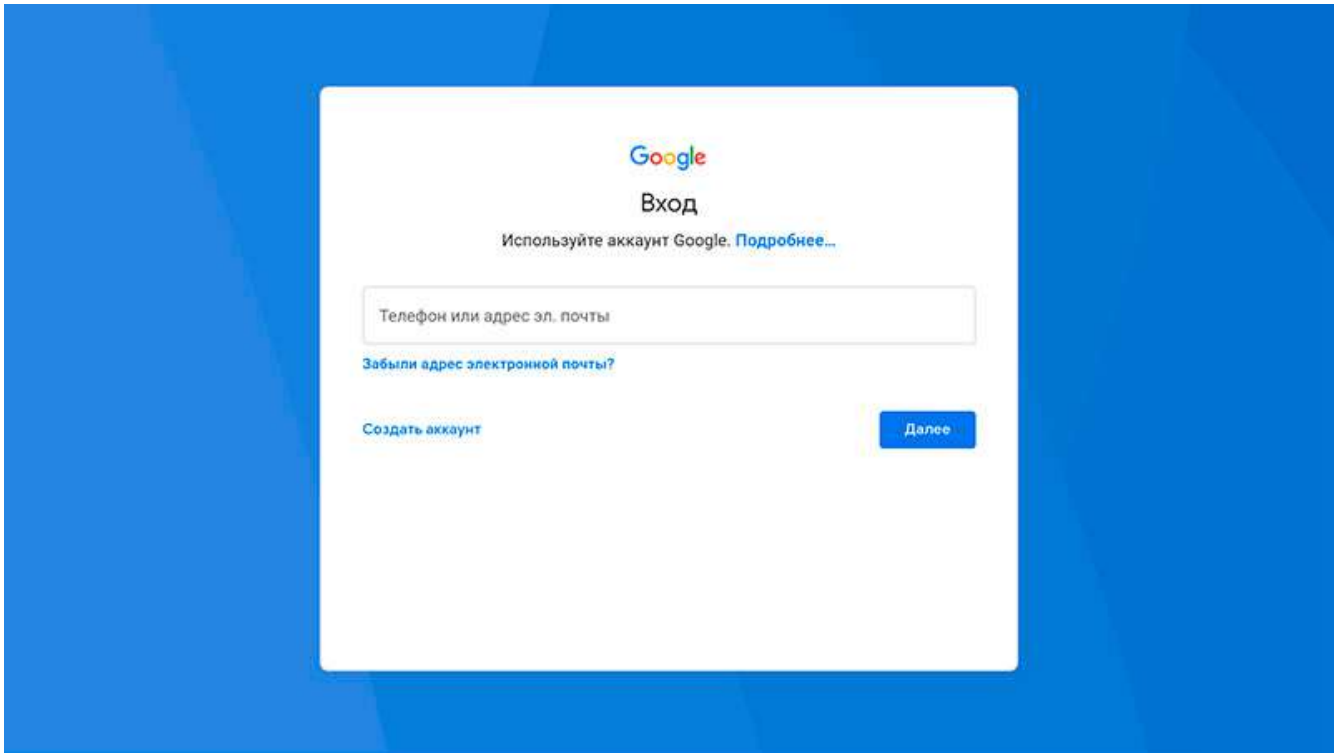 Google
Вход
Используйте аккаунт Google. Подробнее...
Телефон или адрес эл. почты
Забыли адрес электронной почты?
Создать аккаунт
Далее